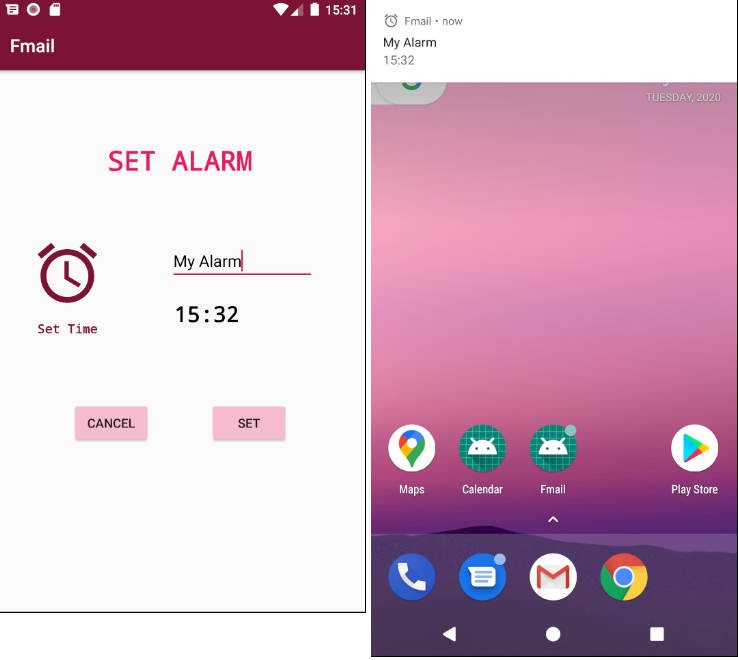 15:31
Fmail
SET ALARM
My Alarm
15:32
Set Time
CANCEL
SET
Fmail • now
My Alarm
15:32
TUESDAY, 2020
Maps
Calendar
Fmail
Play Store